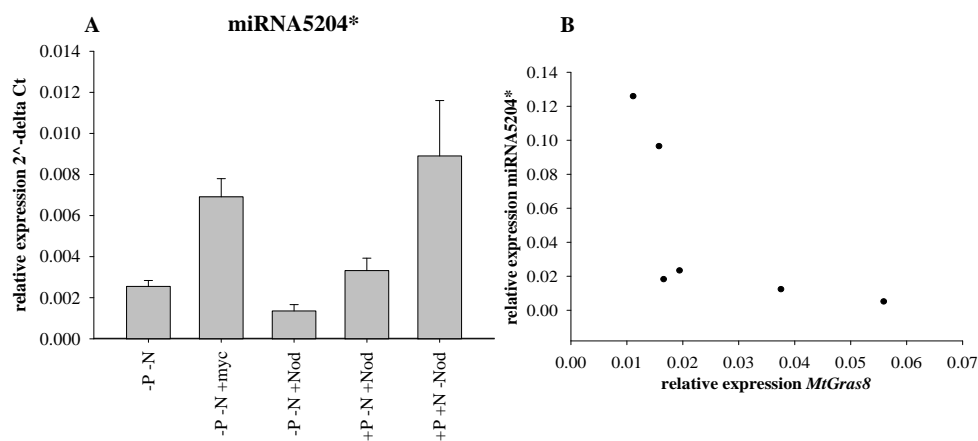 A
miRNA5204*
relative expression 2^-delta Ct
0.014
0.012
0.010
0.008
0.006
0.004
0.002
0.000
-P -N
-P -N +myc
-P -N +Nod
+P -N +Nod
+P +N -Nod
B
relative expression miRNA5204*
0.14
0.12
0.10
0.08
0.06
0.04
0.02
0.00
0.00 0.01 0.02 0.03 0.04 0.05 0.06 0.07
relative expression MtGras8